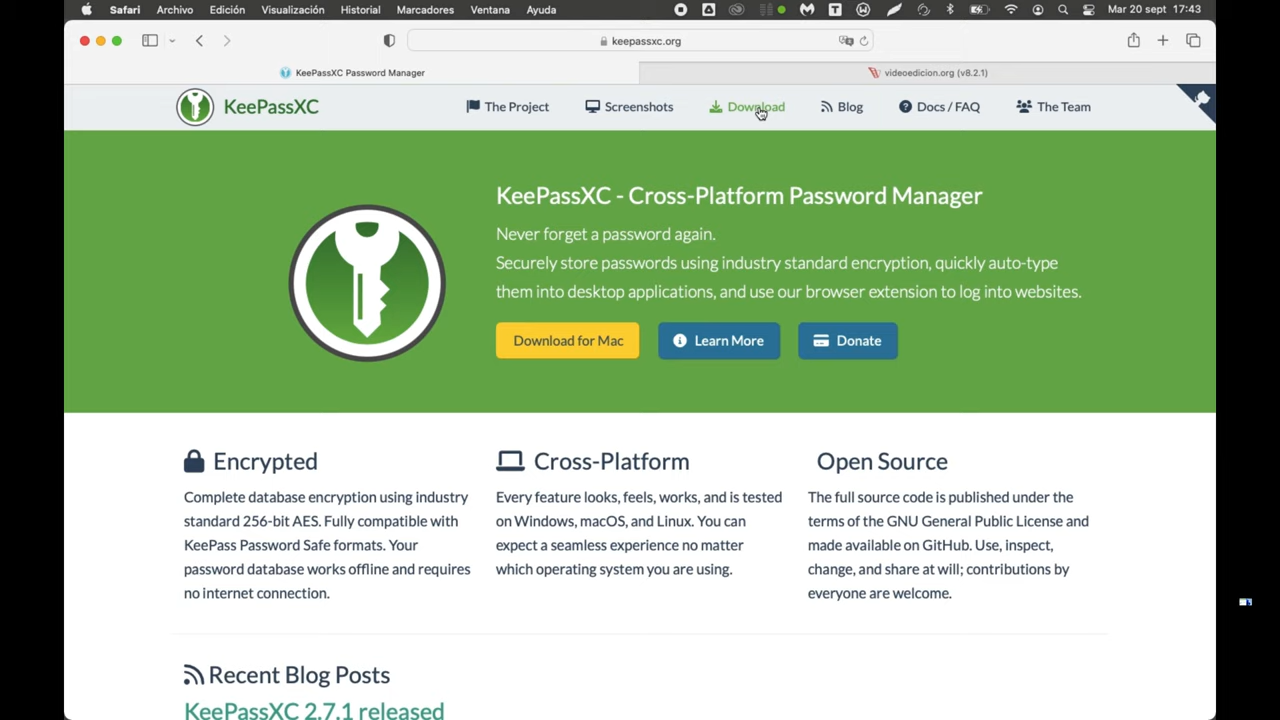 Safari Archivo Edición Visualización Historial Marcadores Ventana Ayuda Mar 20 sept 17:43
keepassxc.org
KeePassXC Password Manager
videoedicion.org (v8.2.1)
KeePassXC
The Project
Screenshots
Download
Blog
Docs / FAQ
The Team
KeePassXC - Cross-Platform Password Manager
Never forget a password again.
Securely store passwords using industry standard encryption, quickly auto-type
them into desktop applications, and use our browser extension to log into websites.
Download for Mac
Learn More
Donate
Encrypted
Complete database encryption using industry
standard 256-bit AES. Fully compatible with
KeePass Password Safe formats. Your
password database works offline and requires
no internet connection.
Cross-Platform
Every feature looks, feels, works, and is tested
on Windows, macOS, and Linux. You can
expect a seamless experience no matter
which operating system you are using.
Open Source
The full source code is published under the
terms of the GNU General Public License and
made available on GitHub. Use, inspect,
change, and share at will; contributions by
everyone are welcome.
Recent Blog Posts
KeePassXC 2.7.1 released